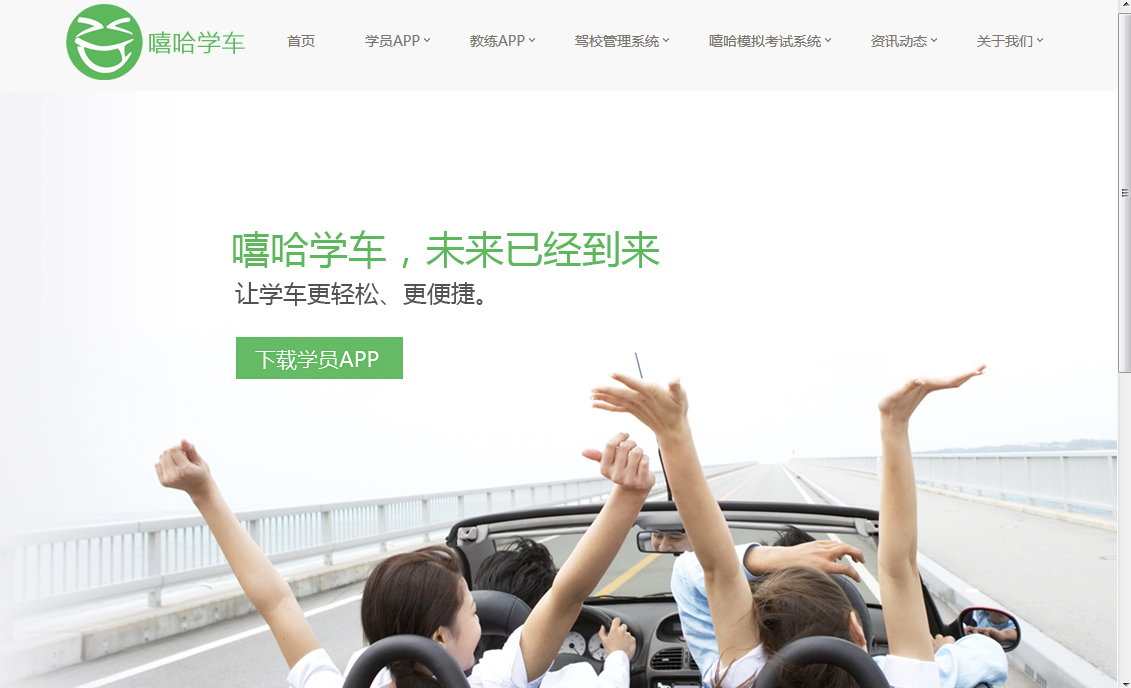 嘻哈学车
首页 学员APP 教练APP 驾校管理系统 嘻哈模拟考试系统 资讯动态 关于我们
嘻哈学车，未来已经到来
让学车更轻松、更便捷。
下载学员APP